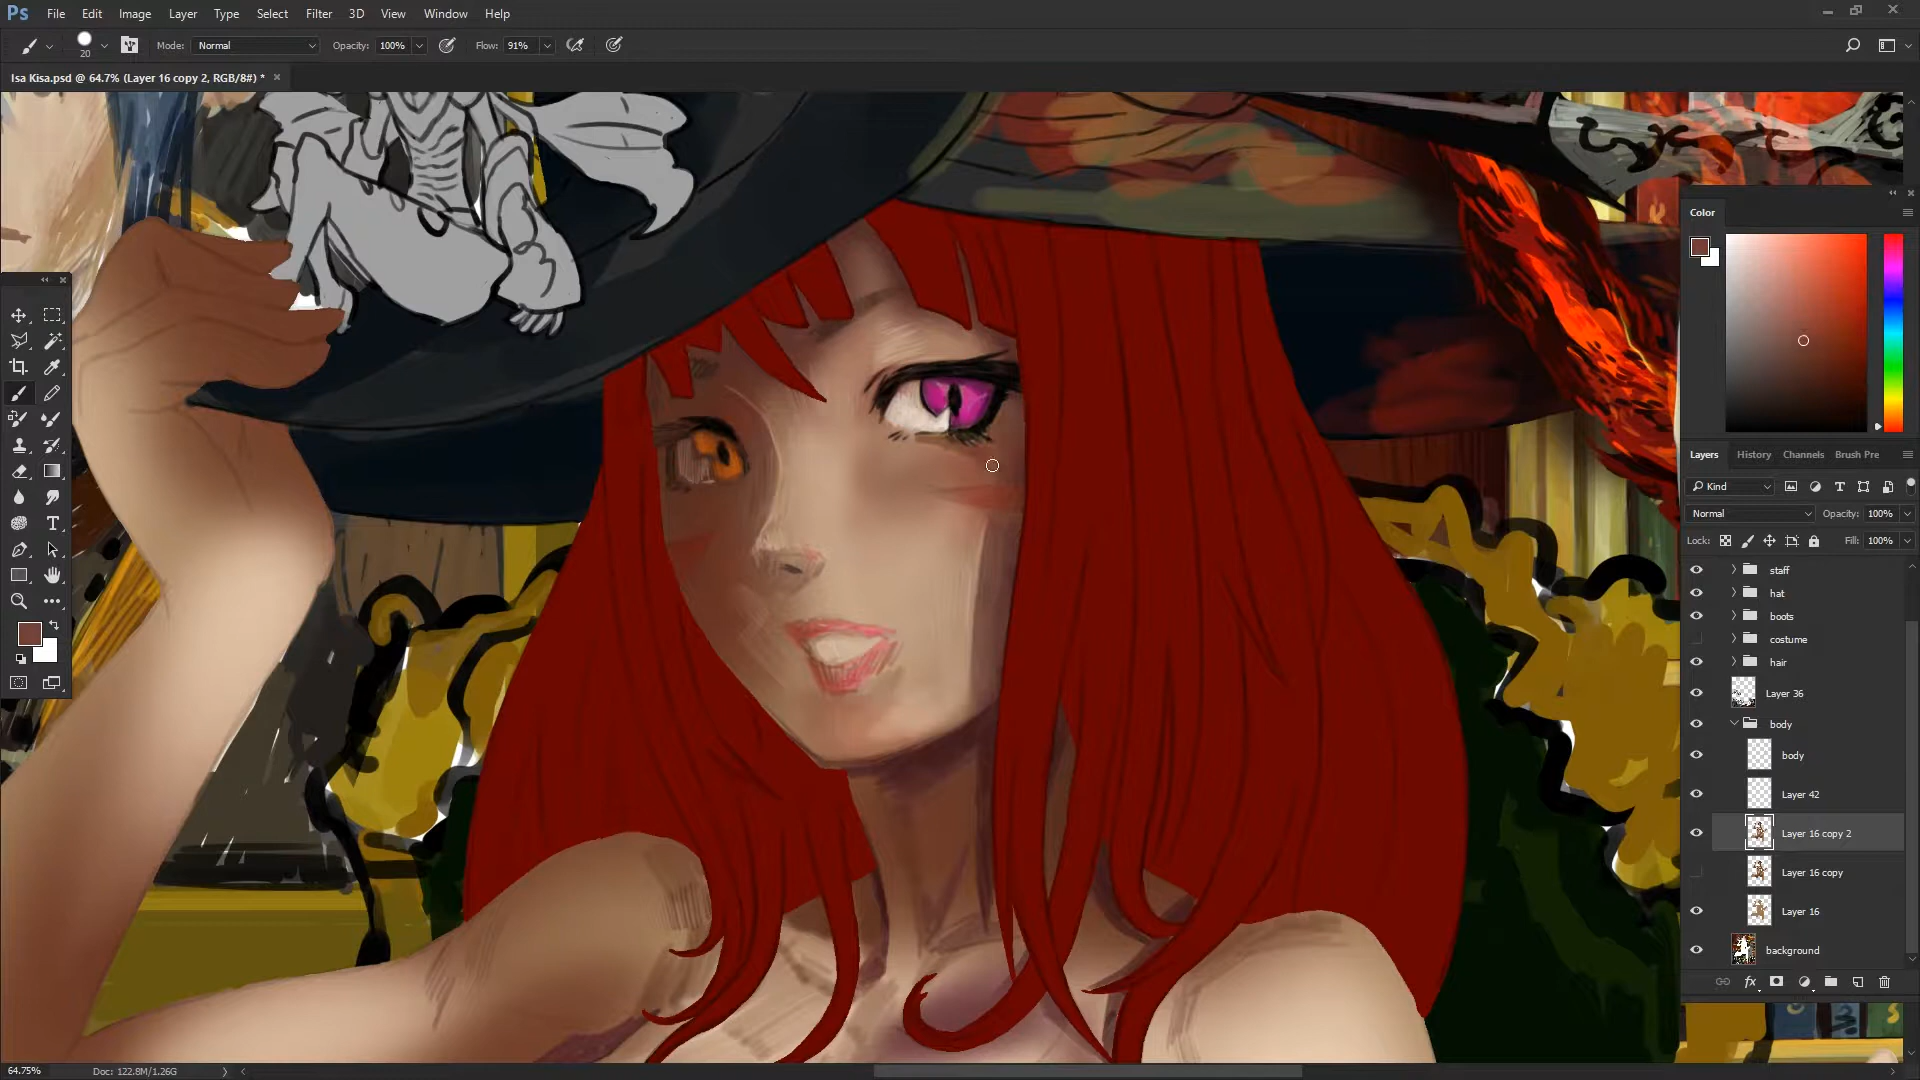 Ps File Edit Image Layer Type Select Filter 3D View Window Help
20 Mode: Normal Opacity: 100% Flow: 91%
Isa Kisa.psd @ 64.7% (Layer 16 copy 2, RGB/8#) * ×
Color
Layers History Channels Brush Pre
Kind T
Normal Opacity: 100%
Lock: Fill: 100%
staff
hat
boots
costume
hair
Layer 36
body
body
Layer 42
Layer 16 copy 2
Layer 16 copy
Layer 16
background
fx
T
64.75% Doc: 122.8M/1.26G